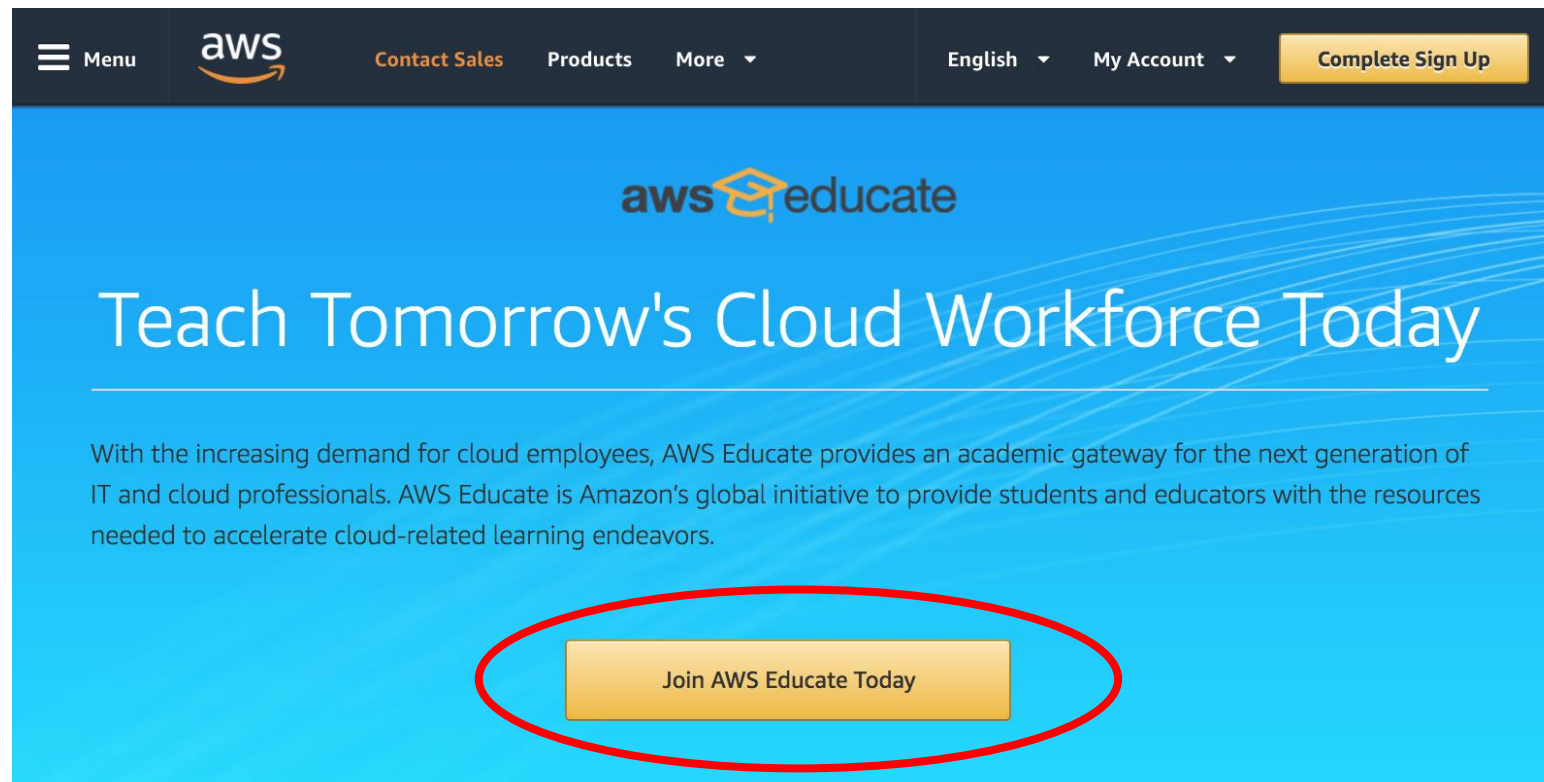 Menu
aws
Contact Sales
Products
More
English
My Account
Complete Sign Up
aws educate
Teach Tomorrow's Cloud Workforce Today
With the increasing demand for cloud employees, AWS Educate provides an academic gateway for the next generation of
IT and cloud professionals. AWS Educate is Amazon’s global initiative to provide students and educators with the resources
needed to accelerate cloud-related learning endeavors.
Join AWS Educate Today